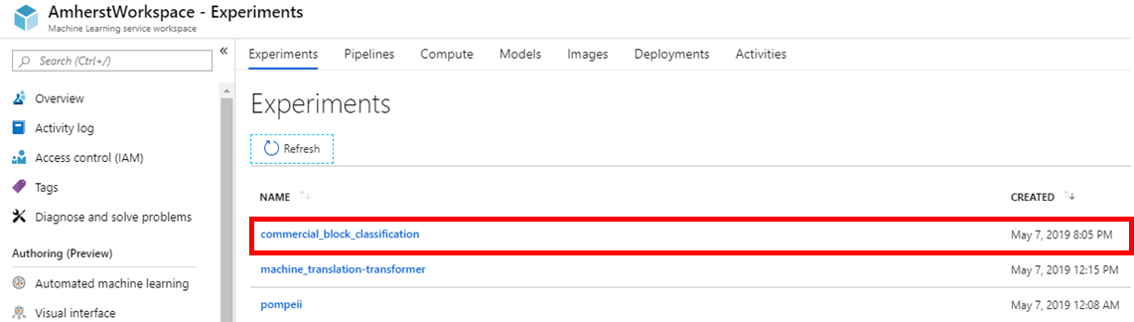 AmherstWorkspace - Experiments
Machine Learning service workspace
Search (Ctrl+/)
Overview
Activity log
Access control (IAM)
Tags
Diagnose and solve problems
Authoring (Preview)
Automated machine learning
Visual interface
Experiments Pipelines Compute Models Images Deployments Activities
Experiments
Refresh
NAME CREATED
commercial_block_classification May 7, 2019 8:05 PM
machine_translation-transformer May 7, 2019 12:15 PM
pompeii May 7, 2019 12:08 AM